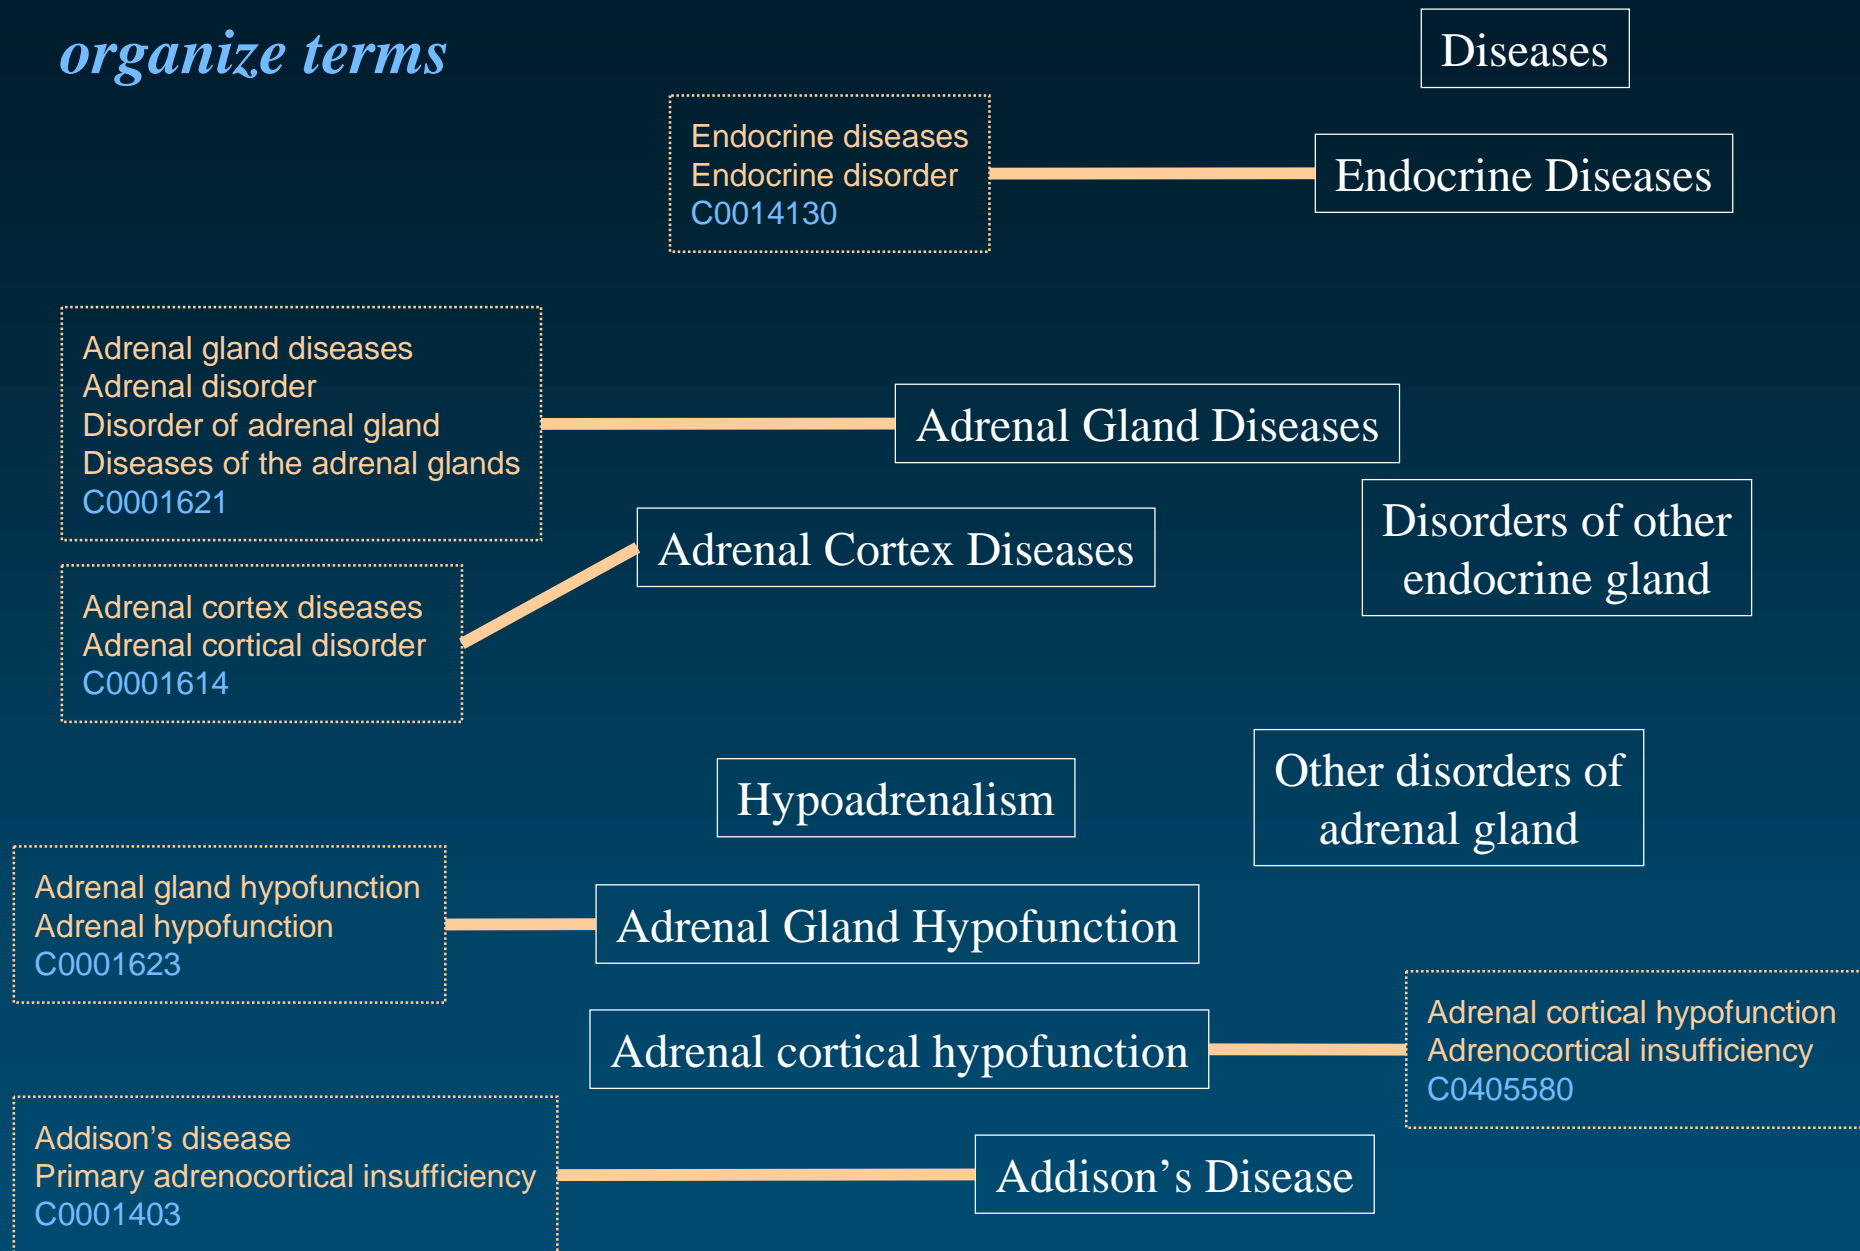 organize terms
Diseases
Endocrine diseases
Endocrine disorder
C0014130
Endocrine Diseases
Adrenal gland diseases
Adrenal disorder
Disorder of adrenal gland
Diseases of the adrenal glands
C0001621
Adrenal Gland Diseases
Disorders of other
endocrine gland
Adrenal Cortex Diseases
Adrenal cortex diseases
Adrenal cortical disorder
C0001614
Hypoadrenalism
Other disorders of
adrenal gland
Adrenal gland hypofunction
Adrenal hypofunction
C0001623
Adrenal Gland Hypofunction
Adrenal cortical hypofunction
Adrenal cortical hypofunction
Adrenocortical insufficiency
C0405580
Addison’s disease
Primary adrenocortical insufficiency
C0001403
Addison’s Disease